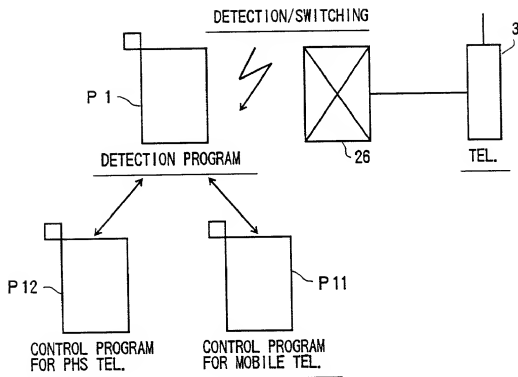 DETECTION/SWITCHING
3
P 1
26
TEL.
DETECTION PROGRAM
P12
P11
CONTROL PROGRAM
FOR PHS TEL.
CONTROL PROGRAM
FOR MOBILE TEL.